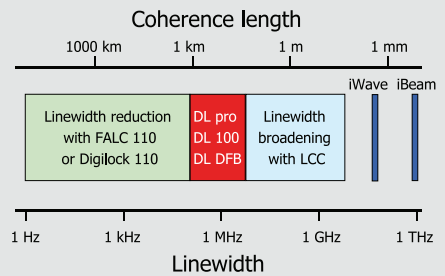 Coherence length
1000 km 1 km 1 m 1 mm
iWave iBeam
Linewidth reduction
with FALC 110
or Digilock 110
DL pro
DL 100
DL DFB
Linewidth
broadening
with LCC
1 Hz 1 kHz 1 MHz 1 GHz 1 THz
Linewidth